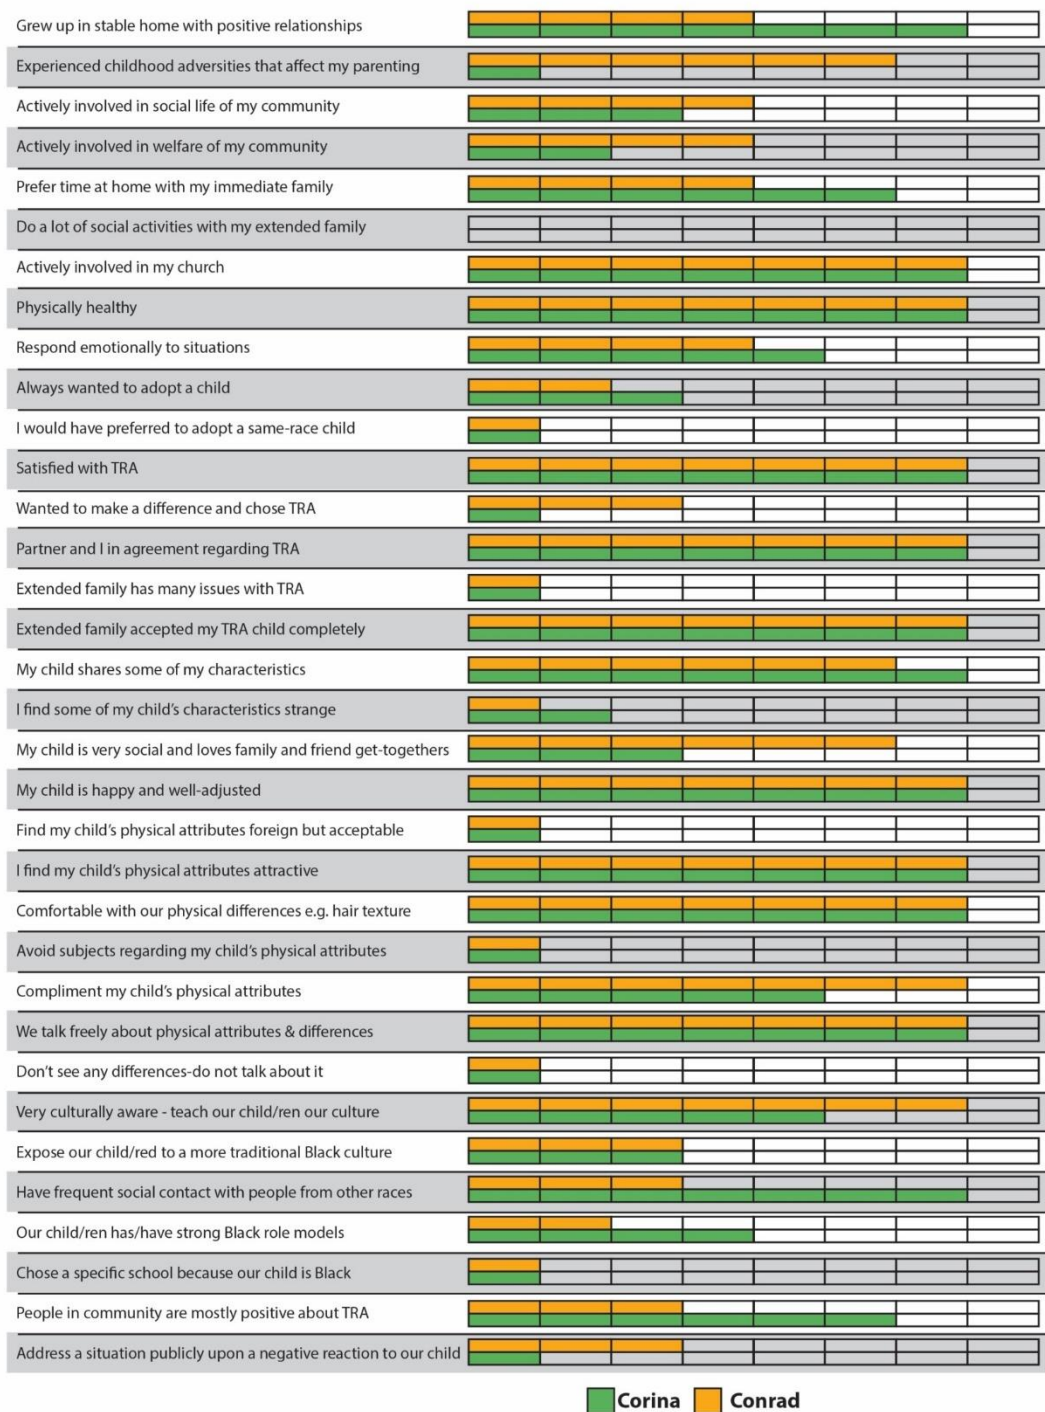 Grew up in stable home with positive relationships
Experienced childhood adversities that affect my parenting
Actively involved in social life of my community
Actively involved in welfare of my community
Prefer time at home with my immediate family
Do a lot of social activities with my extended family
Actively involved in my church
Physically healthy
Respond emotionally to situations
Always wanted to adopt a child
I would have preferred to adopt a same-race child
Satisfied with TRA
Wanted to make a difference and chose TRA
Partner and I in agreement regarding TRA
Extended family has many issues with TRA
Extended family accepted my TRA child completely
My child shares some of my characteristics
I find some of my child's characteristics strange
My child is very social and loves family and friend get-togethers
My child is happy and well-adjusted
Find my child's physical attributes foreign but acceptable
I find my child's physical attributes attractive
Comfortable with our physical differences e.g. hair texture
Avoid subjects regarding my child's physical attributes
Compliment my child's physical attributes
We talk freely about physical attributes & differences
Don't see any differences-do not talk about it
Very culturally aware - teach our child/ren our culture
Expose our child/red to a more traditional Black culture
Have frequent social contact with people from other races
Our child/ren has/have strong Black role models
Chose a specific school because our child is Black
People in community are mostly positive about TRA
Address a situation publicly upon a negative reaction to our child
Corina Conrad